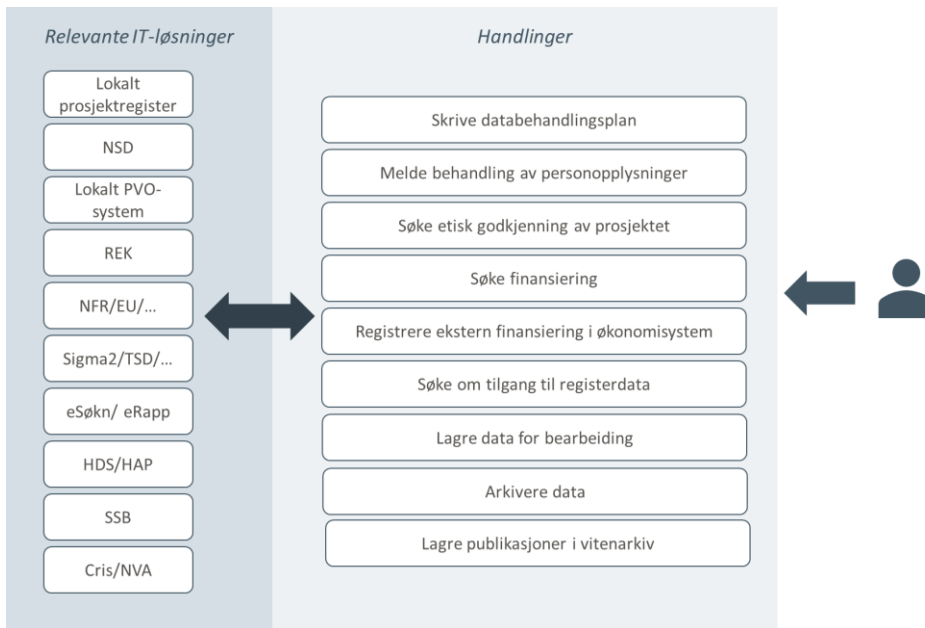 Relevante IT-løsninger
Lokalt
prosjektregister
NSD
Lokalt PVO-
system
REK
NFR/EU/...
Sigma2/TSD/...
eSøkn/ eRapp
HDS/HAP
SSB
Cris/NVA
Handlinger
Skrive databehandlingsplan
Melde behandling av personopplysninger
Søke etisk godkjenning av prosjektet
Søke finansiering
Registrere ekstern finansiering i økonomisystem
Søke om tilgang til registerdata
Lagre data for bearbeiding
Arkivere data
Lagre publikasjoner i vitenarkiv